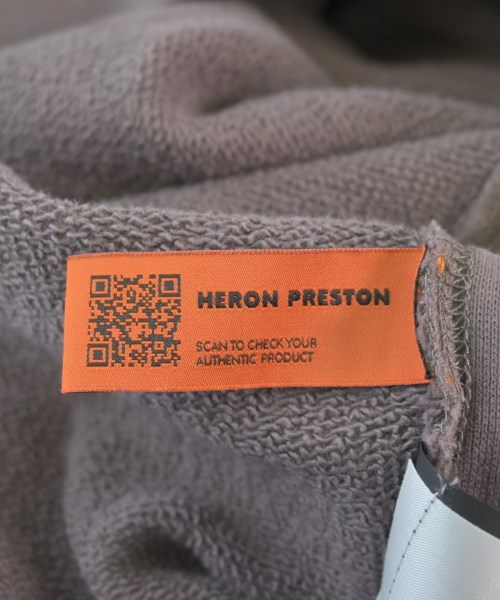 HERON PRESTON
SCAN TO CHECK YOUR
AUTHENTIC PRODUCT